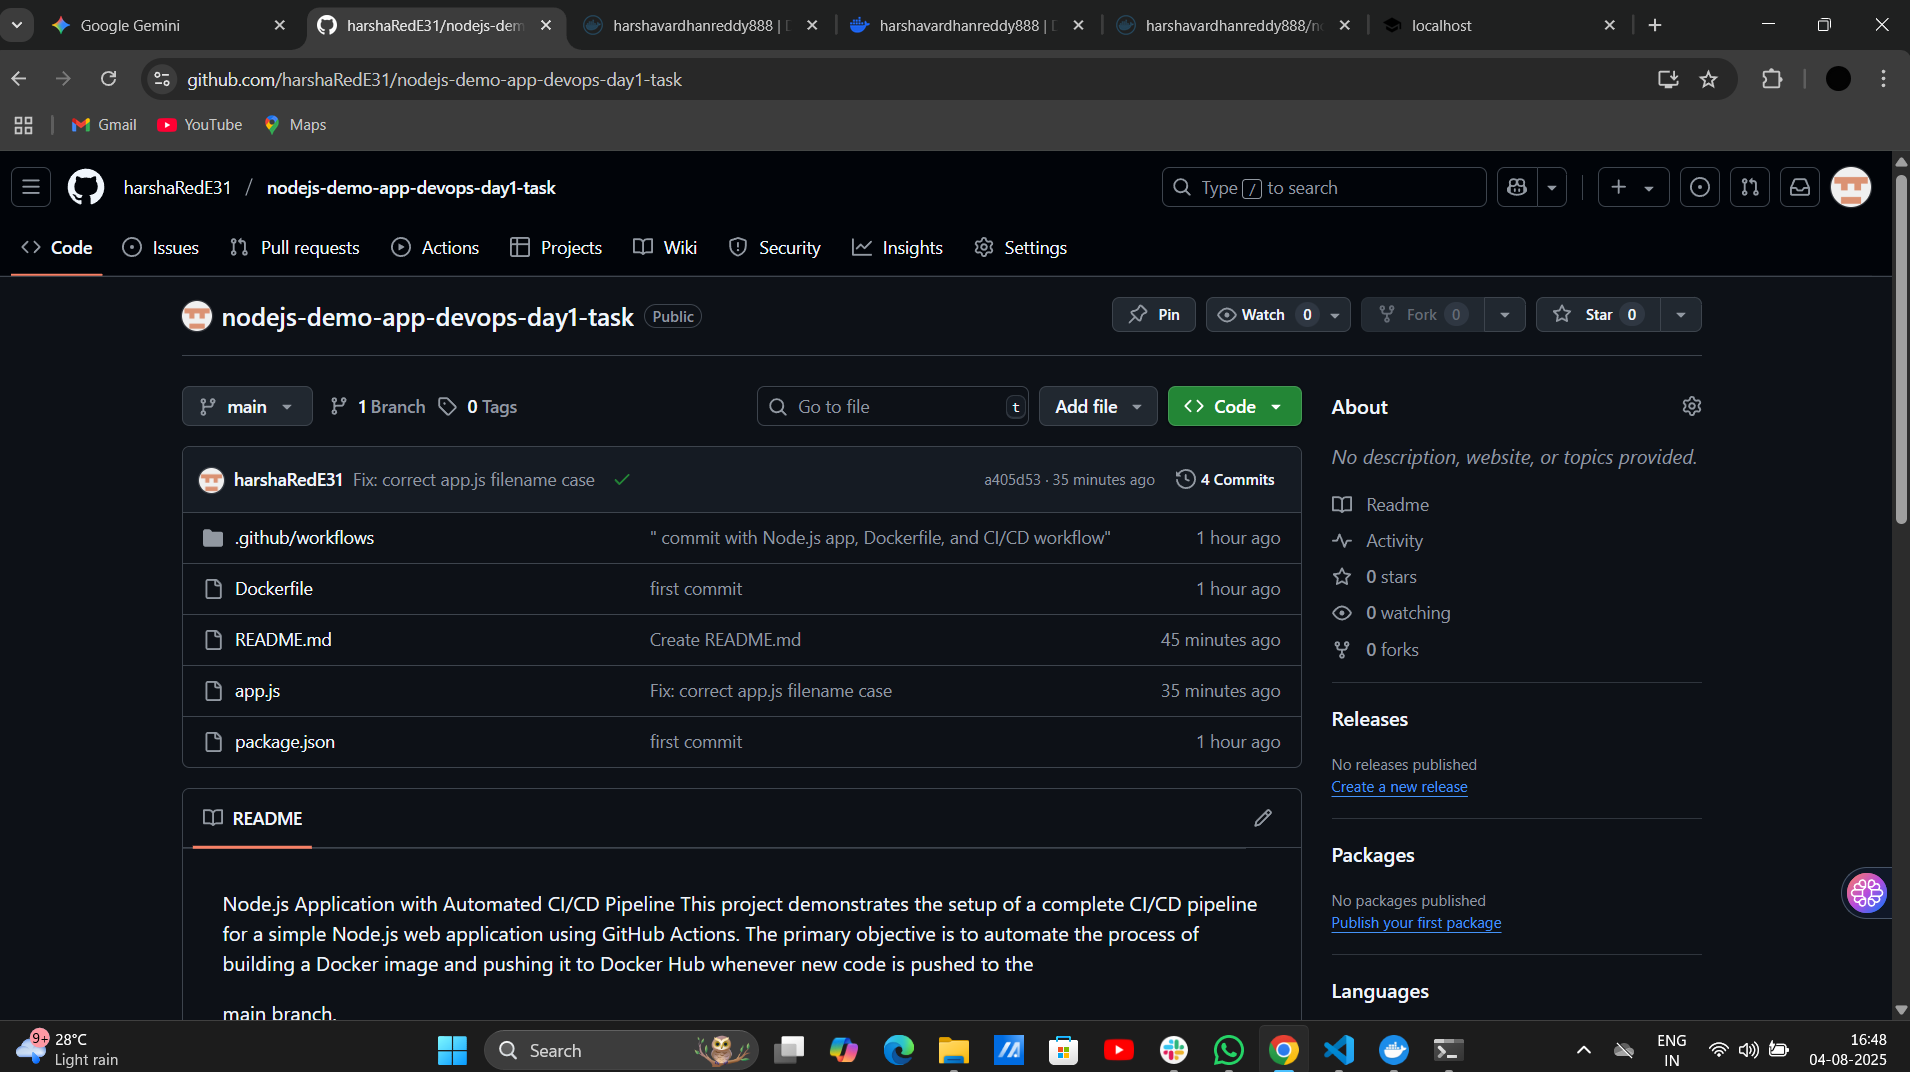 Google Gemini
harshaRedE31/nodejs-dem
harshavardhanreddy888 |
harshavardhanreddy888 |
harshavardhanreddy888/n
localhost
github.com/harshaRedE31/nodejs-demo-app-devops-day1-task
Gmail YouTube Maps
harshaRedE31 / nodejs-demo-app-devops-day1-task
Type / to search
Code Issues Pull requests Actions Projects Wiki Security Insights Settings
nodejs-demo-app-devops-day1-task Public
Pin Watch 0 Fork 0 Star 0
main 1 Branch 0 Tags
Go to file t Add file Code
harshaRedE31 Fix: correct app.js filename case a405d53 · 35 minutes ago 4 Commits
.github/workflows " commit with Node.js app, Dockerfile, and CI/CD workflow" 1 hour ago
Dockerfile first commit 1 hour ago
README.md Create README.md 45 minutes ago
app.js Fix: correct app.js filename case 35 minutes ago
package.json first commit 1 hour ago
README
Node.js Application with Automated CI/CD Pipeline This project demonstrates the setup of a complete CI/CD pipeline
for a simple Node.js web application using GitHub Actions. The primary objective is to automate the process of
building a Docker image and pushing it to Docker Hub whenever new code is pushed to the
main branch.
About
No description, website, or topics provided.
Readme
Activity
0 stars
0 watching
0 forks
Releases
No releases published
Create a new release
Packages
No packages published
Publish your first package
Languages
9+
28°C
Light rain
Search
ENG
IN
16:48
04-08-2025